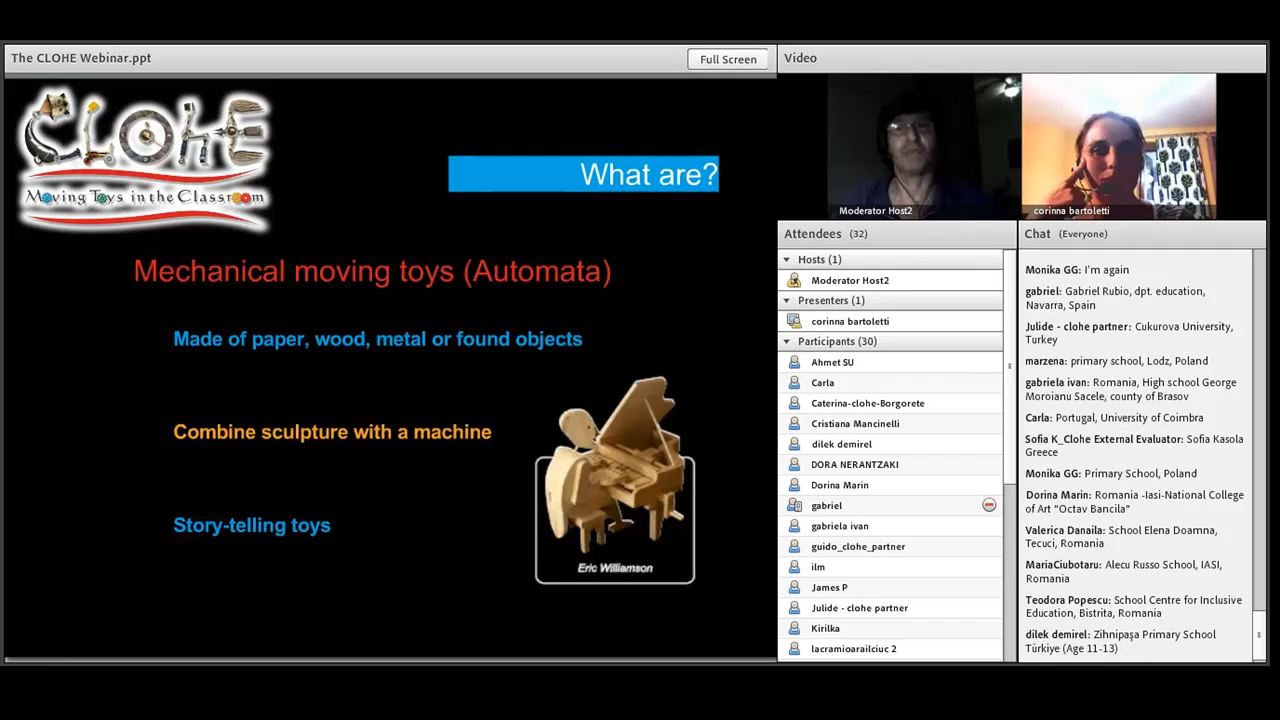 The CLOHE Webinar.ppt
Full Screen
CLOHE
Moving Toys in the Classroom
What are?
Mechanical moving toys (Automata)
Made of paper, wood, metal or found objects
Combine sculpture with a machine
Story-telling toys
Eric Williamson
Video
Moderator Host2
corinna bartoletti
Attendees (32)
Hosts (1)
Moderator Host2
Presenters (1)
corinna bartoletti
Participants (30)
Ahmet SU
Carla
Caterina-clohe-Borgorete
Cristiana Mancinelli
dilek demirel
DORA NERANTZAKI
Dorina Marin
gabriel
gabriela ivan
guido_clohe_partner
ilm
James P
Julide - clohe partner
Kirilka
lacramioarailciuc 2
Chat (Everyone)
Monika GG: I'm again
gabriel: Gabriel Rubio, dpt. education,
Navarra, Spain
Julide - clohe partner: Cukurova University,
Turkey
marzena: primary school, Lodz, Poland
gabriela ivan: Romania, High school George
Moroianu Sacele, county of Brasov
Carla: Portugal, University of Coimbra
Sofia K_Clohe External Evaluator: Sofia Kasola
Greece
Monika GG: Primary School, Poland
Dorina Marin: Romania -Iasi-National College
of Art "Octav Bancila"
Valerica Danaila: School Elena Doamna,
Tecuci, Romania
MariaCiubotaru: Alecu Russo School, IASI,
Romania
Teodora Popescu: School Centre for Inclusive
Education, Bistrita, Romania
dilek demirel: Zihnipaşa Primary School
Türkiye (Age 11-13)